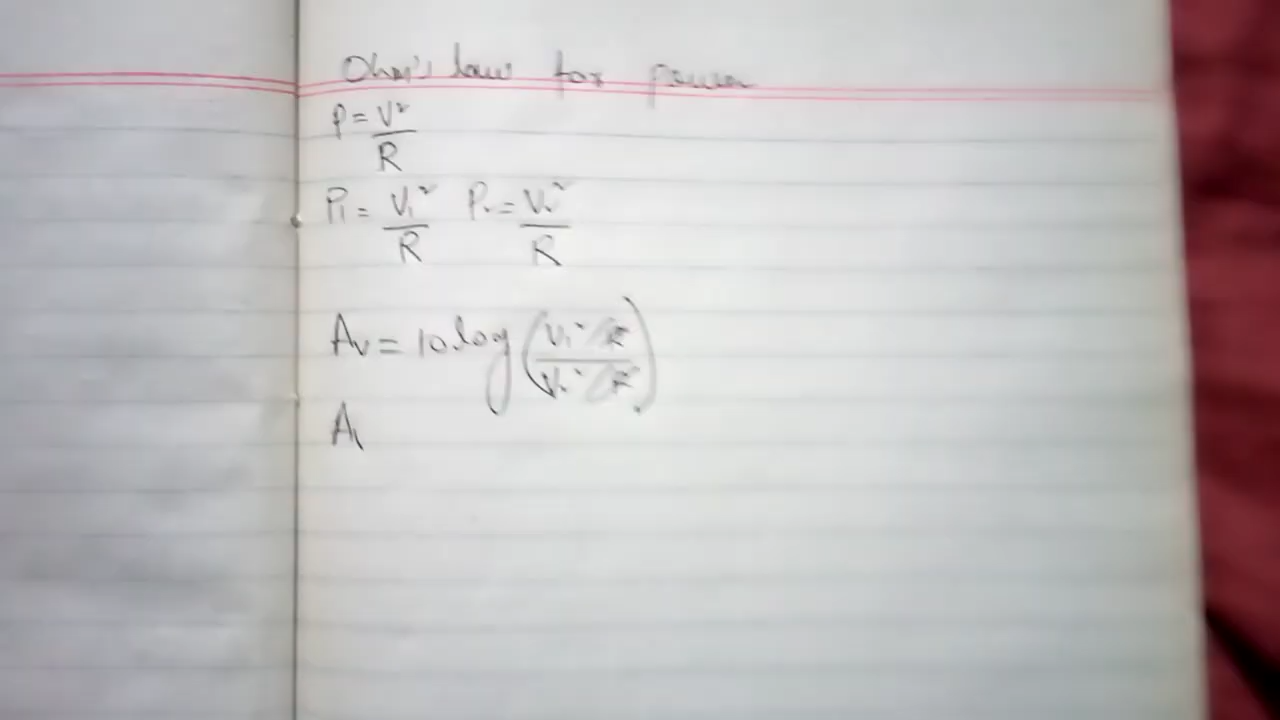 Ohm's law for power
P = V²/R
P₁ = V₁²/R P₂ = V₂²/R
Aᵥ = 10 log (V₁²/R / V₂²/R)
A